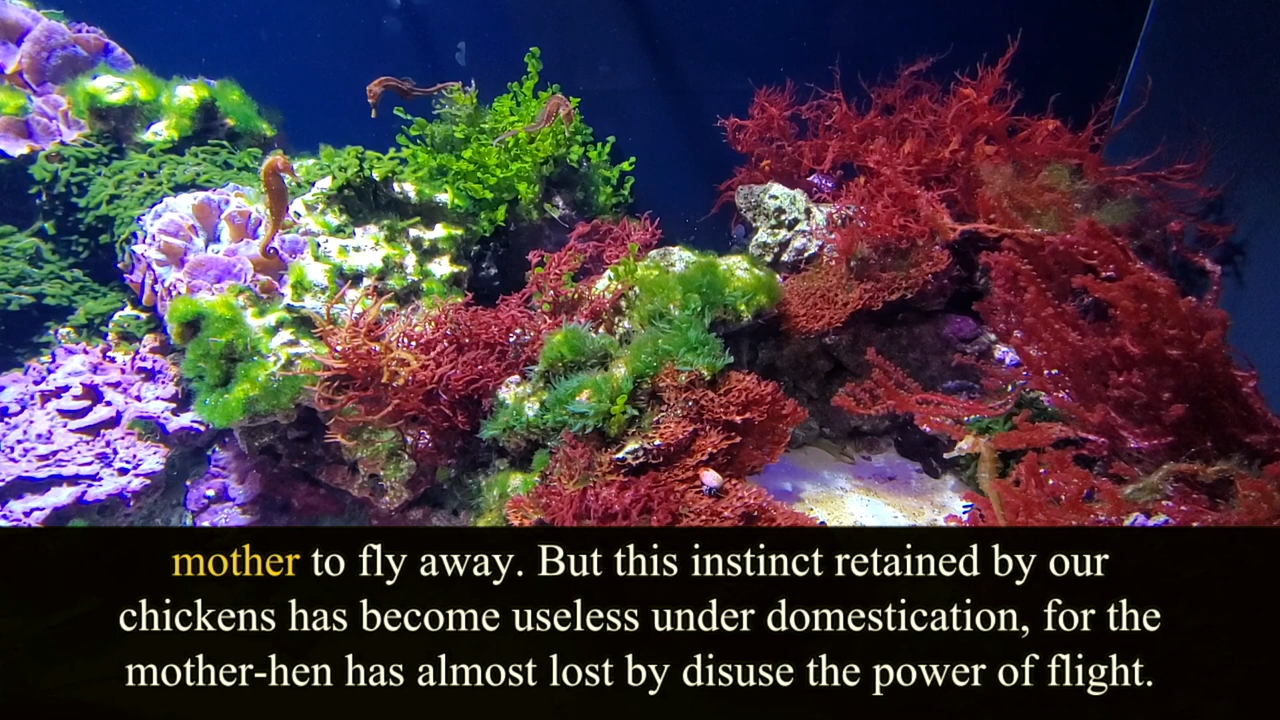 mother to fly away. But this instinct retained by our
chickens has become useless under domestication, for the
mother-hen has almost lost by disuse the power of flight.